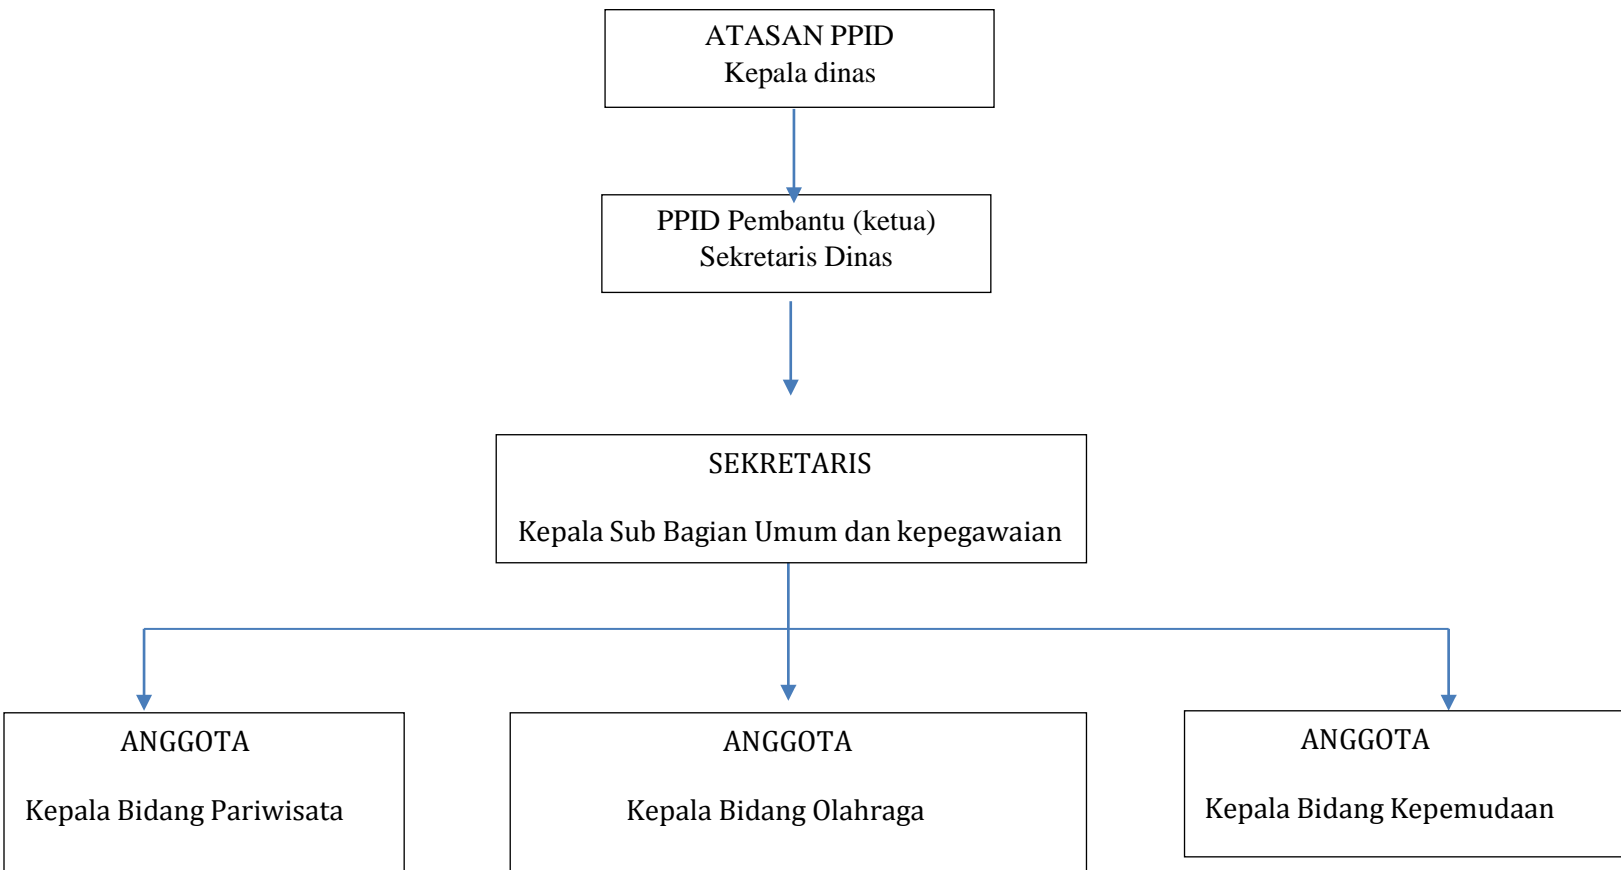 ATASAN PPID
Kepala dinas
PPID Pembantu (ketua)
Sekretaris Dinas
SEKRETARIS
Kepala Sub Bagian Umum dan kepegawaian
ANGGOTA
Kepala Bidang Pariwisata
ANGGOTA
Kepala Bidang Olahraga
ANGGOTA
Kepala Bidang Kepemudaan